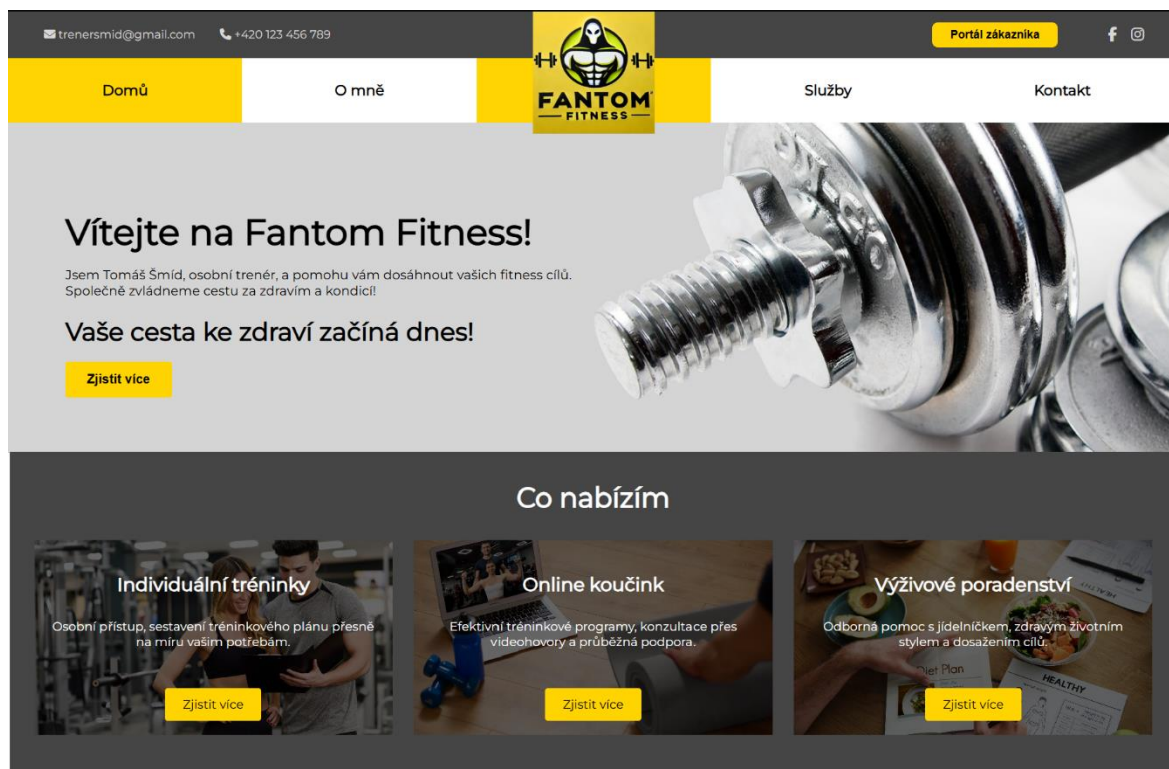 trenersmid@gmail.com
+420 123 456 789
Portál zákaznika
Domů
O mně
FANTOM
FITNESS
Služby
Kontakt
Vítejte na Fantom Fitness!
Jsem Tomáš Šmíd, osobní trenér, a pomohu vám dosáhnout vašich fitness cílů.
Společně zvládneme cestu za zdravím a kondicí!
Vaše cesta ke zdraví začíná dnes!
Zjistit více
Co nabízím
Individuální tréninky
Osobní přístup, sestavení tréninkového plánu přesně
na míru vašim potřebám.
Zjistit více
Online koučink
Efektivní tréninkové programy, konzultace přes
videohovory a průběžná podpora.
Zjistit více
Výživové poradenství
Odborná pomoc s jídelníčkem, zdravým životním
stylem a dosažením cílů.
Diet Plan
HEALTHY
Zjistit více